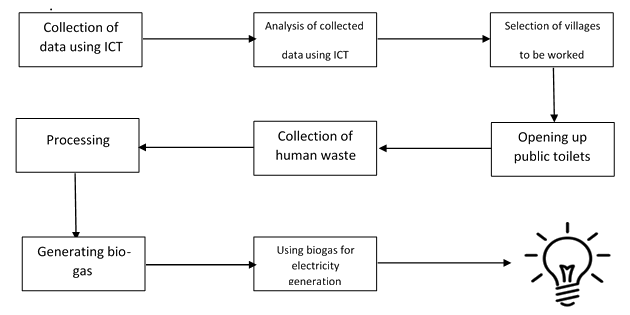 Collection of
data using ICT
Analysis of collected
data using ICT
Selection of villages
to be worked
Opening up
public toilets
Collection of
human waste
Processing
Generating bio-
gas
Using biogas for
electricity
generation